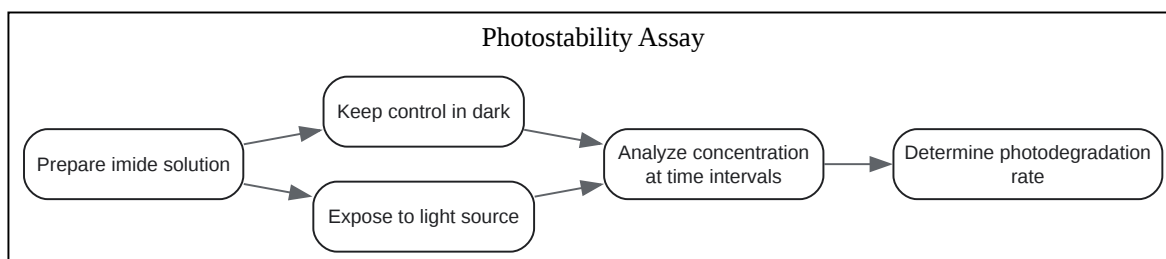 Photostability Assay
Prepare imide solution
Keep control in dark
Expose to light source
Analyze concentration
at time intervals
Determine photodegradation
rate